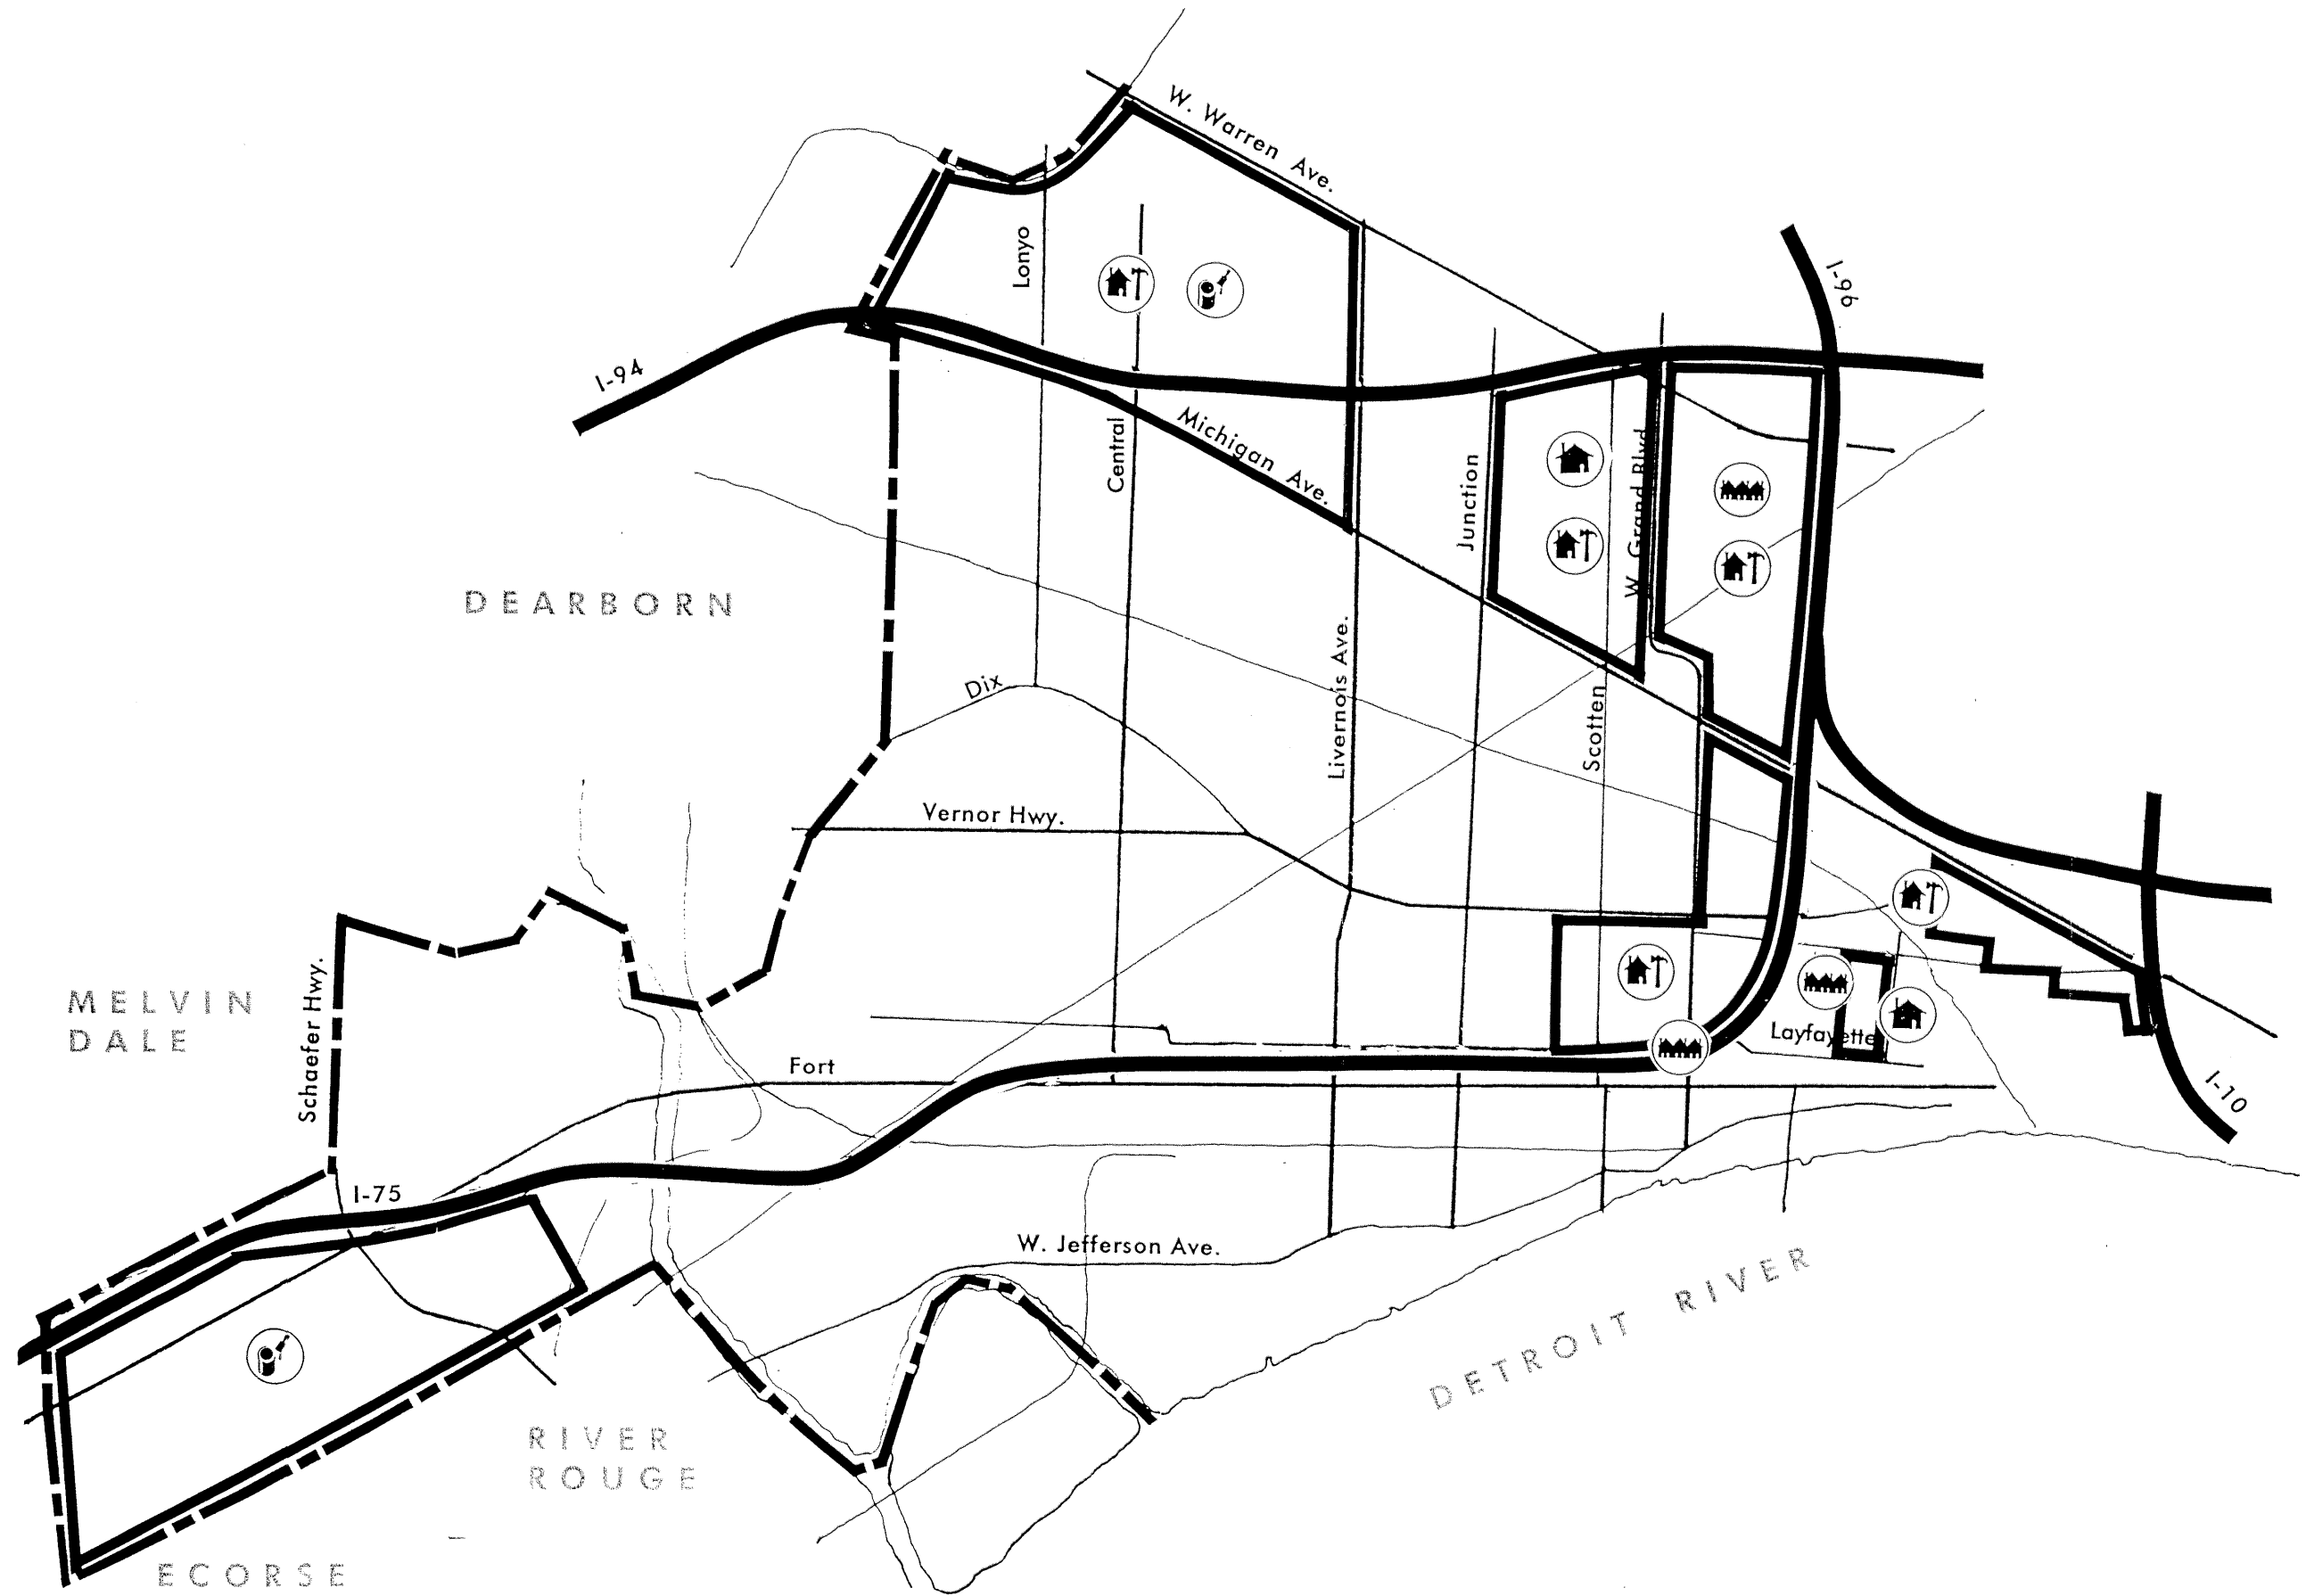 W. Warren Ave.
I-96
Lonyo
I-94
Central
Michigan Ave.
Junction
W. Grand Blvd.
DEARBORN
Livernois Ave.
Dix
Scotten
Vernor Hwy.
Schaefer Hwy.
MELVIN
DALE
Layfayette
Fort
I-10
I-75
W. Jefferson Ave.
DETROIT RIVER
RIVER
ROUGE
ECORSE